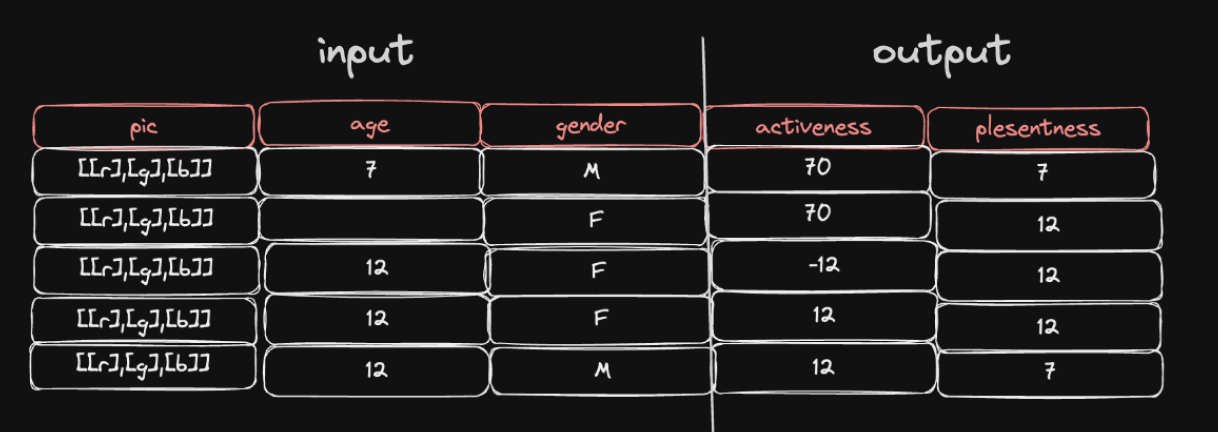 input output
pic age gender activeness plesentness
[[r],[g],[b]] 7 M 70 7
[[r],[g],[b]] F 70 12
[[r],[g],[b]] 12 F -12 12
[[r],[g],[b]] 12 F 12 12
[[r],[g],[b]] 12 M 12 7